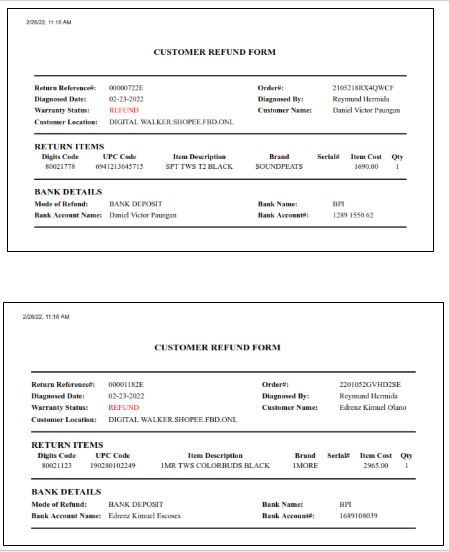 2/28/22, 11:16 AM
CUSTOMER REFUND FORM
Return Reference#: 00000722E Order#: 2105218RX4QWCF
Diagnosed Date: 02-23-2022 Diagnosed By: Reymund Hermida
Warranty Status: REFUND Customer Name: Daniel Victor Paungan
Customer Location: DIGITAL WALKER.SHOPEE.FBD.ONL
RETURN ITEMS
Digits Code UPC Code Item Description Brand Serial# Item Cost Qty
80021778 6941213645715 SPT TWS T2 BLACK SOUNDPEATS 1690.00 1
BANK DETAILS
Mode of Refund: BANK DEPOSIT Bank Name: BPI
Bank Account Name: Daniel Victor Paungan Bank Account#: 1289 1550 62
2/28/22, 11:18 AM
CUSTOMER REFUND FORM
Return Reference#: 00001182E Order#: 2201052GVHD2SE
Diagnosed Date: 02-23-2022 Diagnosed By: Reymund Hermida
Warranty Status: REFUND Customer Name: Edrenz Kimuel Olano
Customer Location: DIGITAL WALKER.SHOPEE.FBD.ONL
RETURN ITEMS
Digits Code UPC Code Item Description Brand Serial# Item Cost Qty
80021123 190280102249 1MR TWS COLORBUDS BLACK 1MORE 2965.00 1
BANK DETAILS
Mode of Refund: BANK DEPOSIT Bank Name: BPI
Bank Account Name: Edrenz Kimuel Escoses Bank Account#: 1689108039